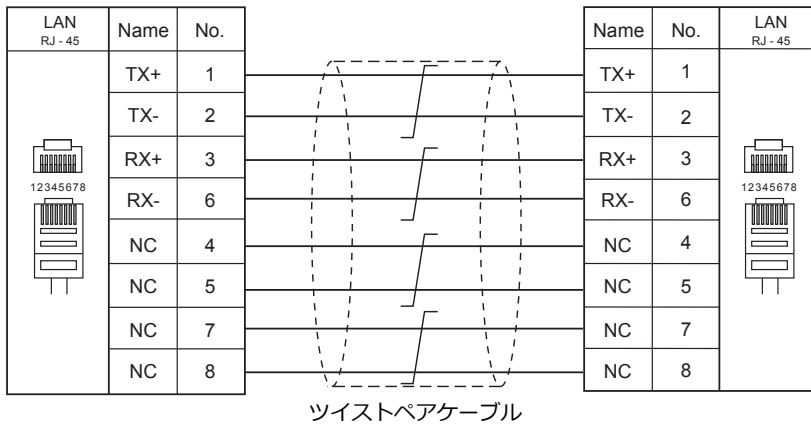 LAN
RJ - 45
Name No.
TX+ 1
TX- 2
RX+ 3
RX- 6
NC 4
NC 5
NC 7
NC 8
12345678
Name No.
LAN
RJ - 45
TX+ 1
TX- 2
RX+ 3
RX- 6
NC 4
NC 5
NC 7
NC 8
12345678
ツイストペアケーブル